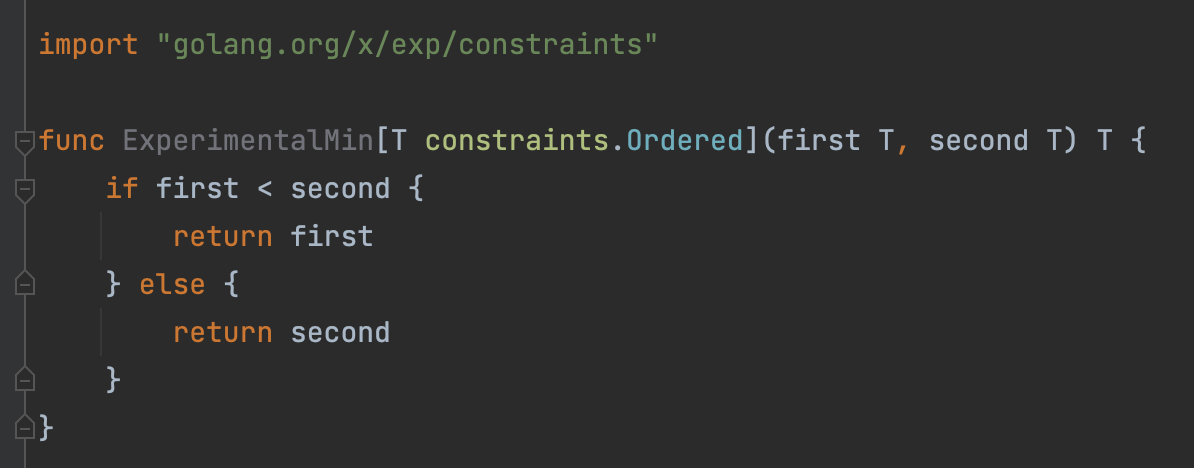 import "golang.org/x/exp/constraints"
func ExperimentalMin[T constraints.Ordered](first T, second T) T {
    if first < second {
        return first
    } else {
        return second
    }
}